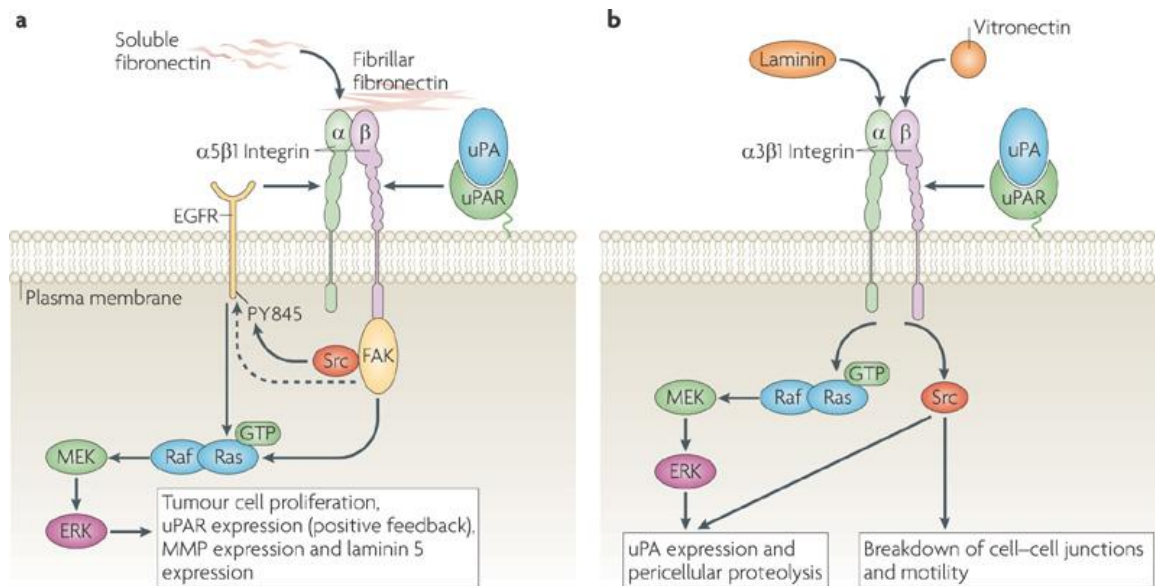 a
Soluble
fibronectin
Fibrillar
fibronectin
α
β
α5β1 Integrin
uPA
uPAR
EGFR
Plasma membrane
PY845
Src
FAK
GTP
MEK
Raf
Ras
ERK
Tumour cell proliferation,
uPAR expression (positive feedback),
MMP expression and laminin 5
expression
b
Vitronectin
Laminin
α
β
α3β1 Integrin
uPA
uPAR
GTP
MEK
Raf
Ras
Src
ERK
uPA expression and
pericellular proteolysis
Breakdown of cell–cell junctions
and motility